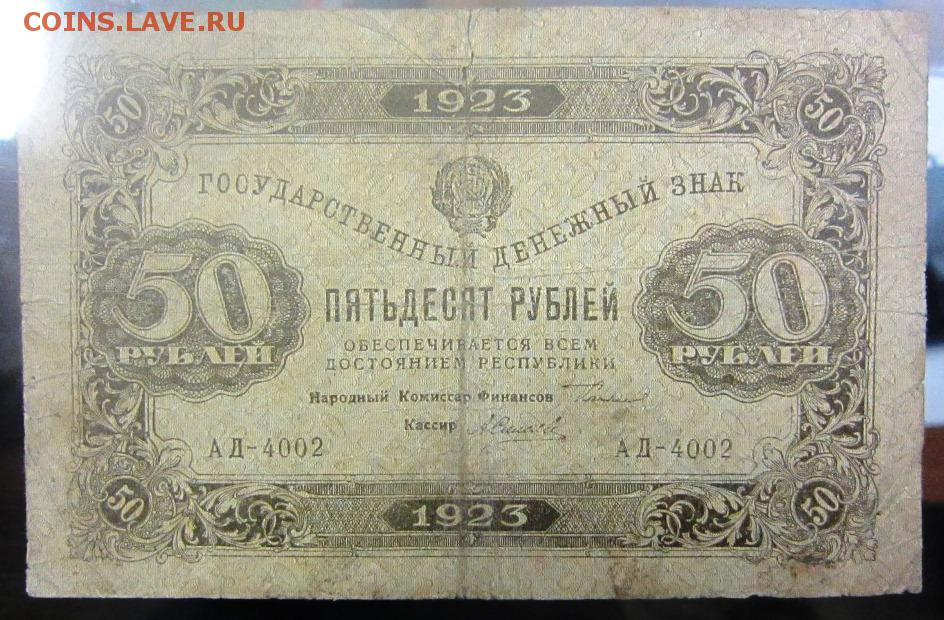 COINS.LAVE.RU
1923
50 50
ГОСУДАРСТВЕННЫЙ ДЕНЕЖНЫЙ ЗНАК
50 РУБЛЕЙ
50 РУБЛЕЙ
ПЯТЬДЕСЯТ РУБЛЕЙ
ОБЕСПЕЧИВАЕТСЯ ВСЕМ
ДОСТОЯНИЕМ РЕСПУБЛИКИ
Народный Комиссар Финансов
Кассир
АД-4002 АД-4002
50 50
1923